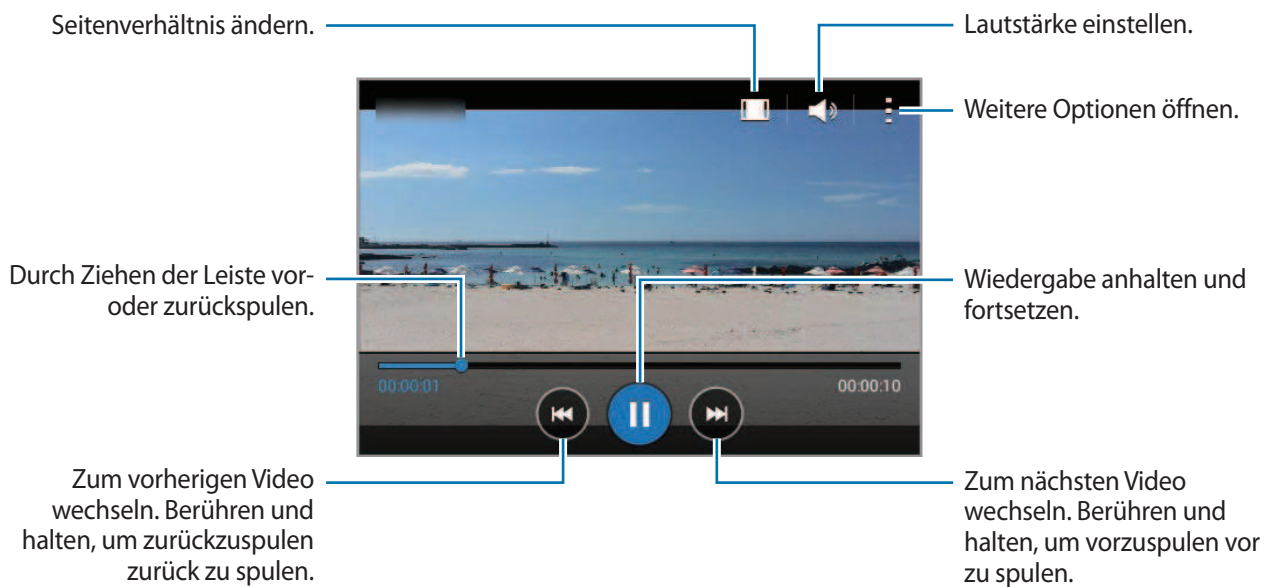 Seitenverhältnis ändern.
Lautstärke einstellen.
Weitere Optionen öffnen.
Durch Ziehen der Leiste vor-
oder zurückspulen.
Wiedergabe anhalten und
fortsetzen.
00:00:01
00:00:10
Zum vorherigen Video
wechseln. Berühren und
halten, um zurückzuspulen
zurück zu spulen.
Zum nächsten Video
wechseln. Berühren und
halten, um vorzuspulen vor
zu spulen.